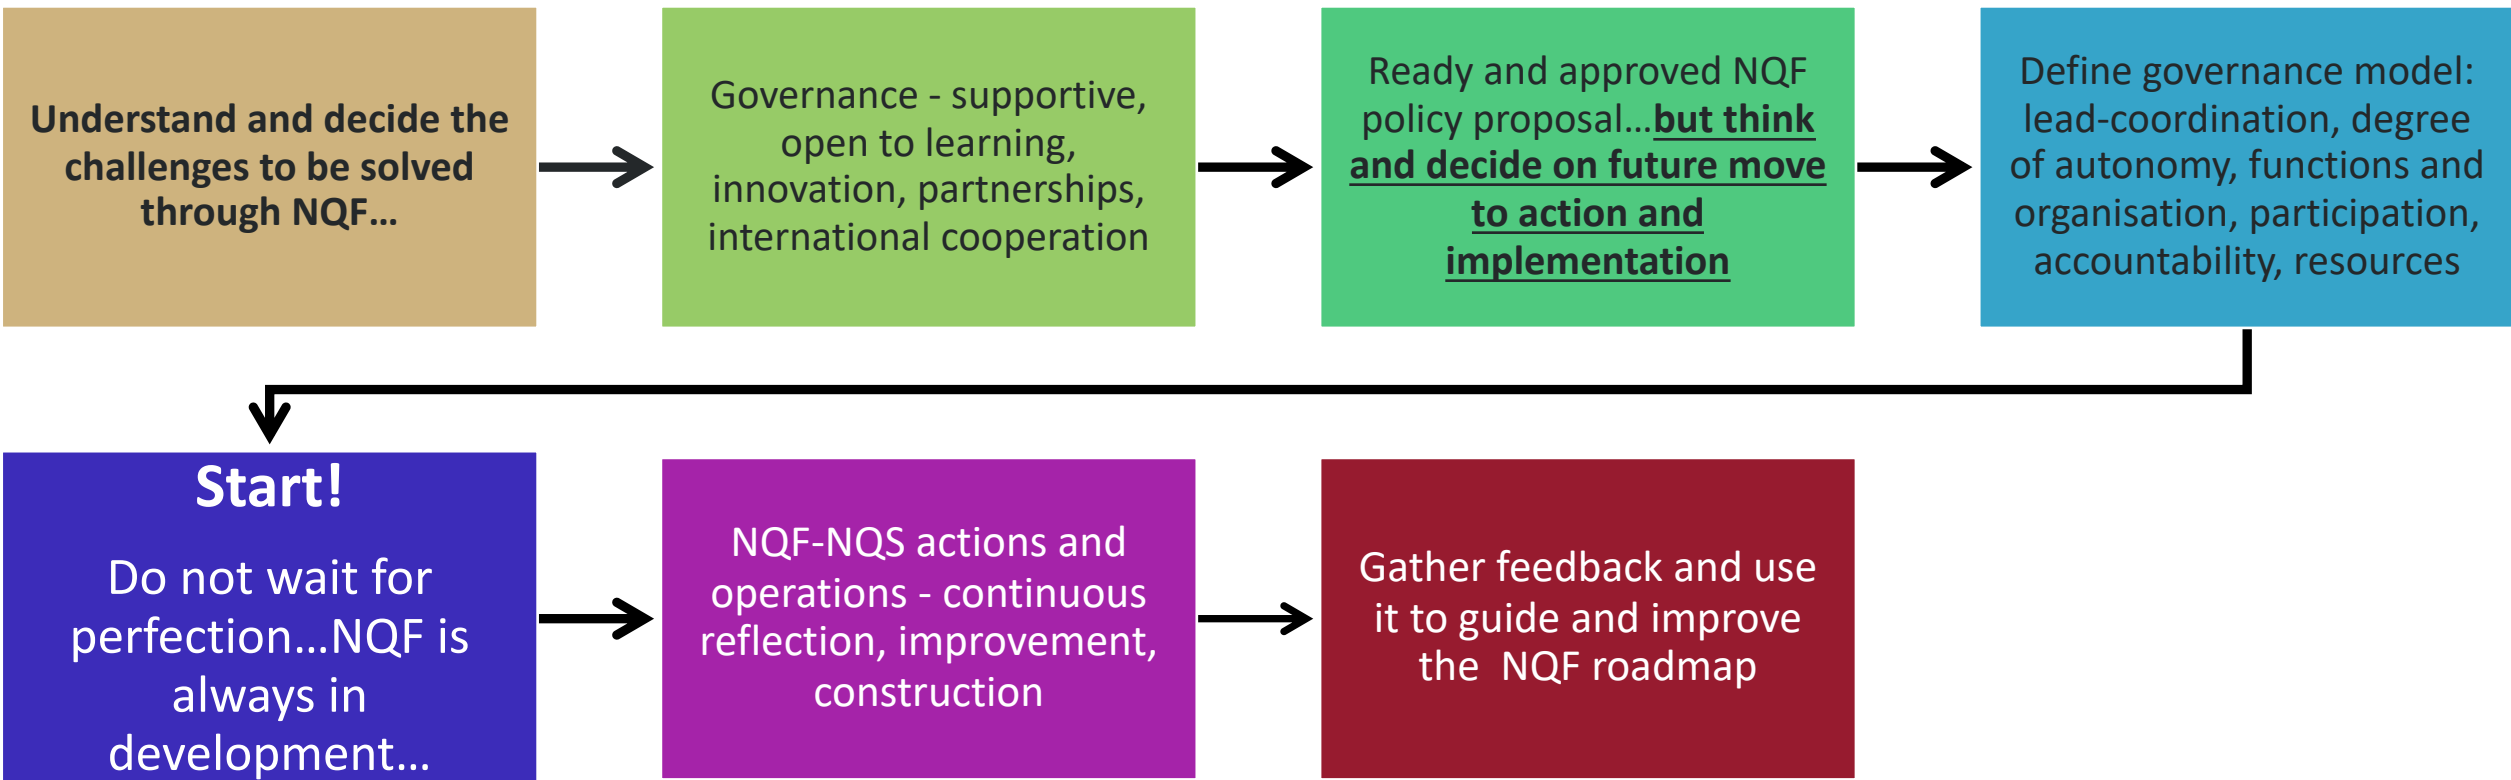 Understand and decide the
challenges to be solved
through NQF...
Governance - supportive,
open to learning,
innovation, partnerships,
international cooperation
Ready and approved NQF
policy proposal...but think
and decide on future move
to action and
implementation
Define governance model:
lead-coordination, degree
of autonomy, functions and
organisation, participation,
accountability, resources
Start!
Do not wait for
perfection...NQF is
always in
development...
NQF-NQS actions and
operations - continuous
reflection, improvement,
construction
Gather feedback and use
it to guide and improve
the  NQF roadmap